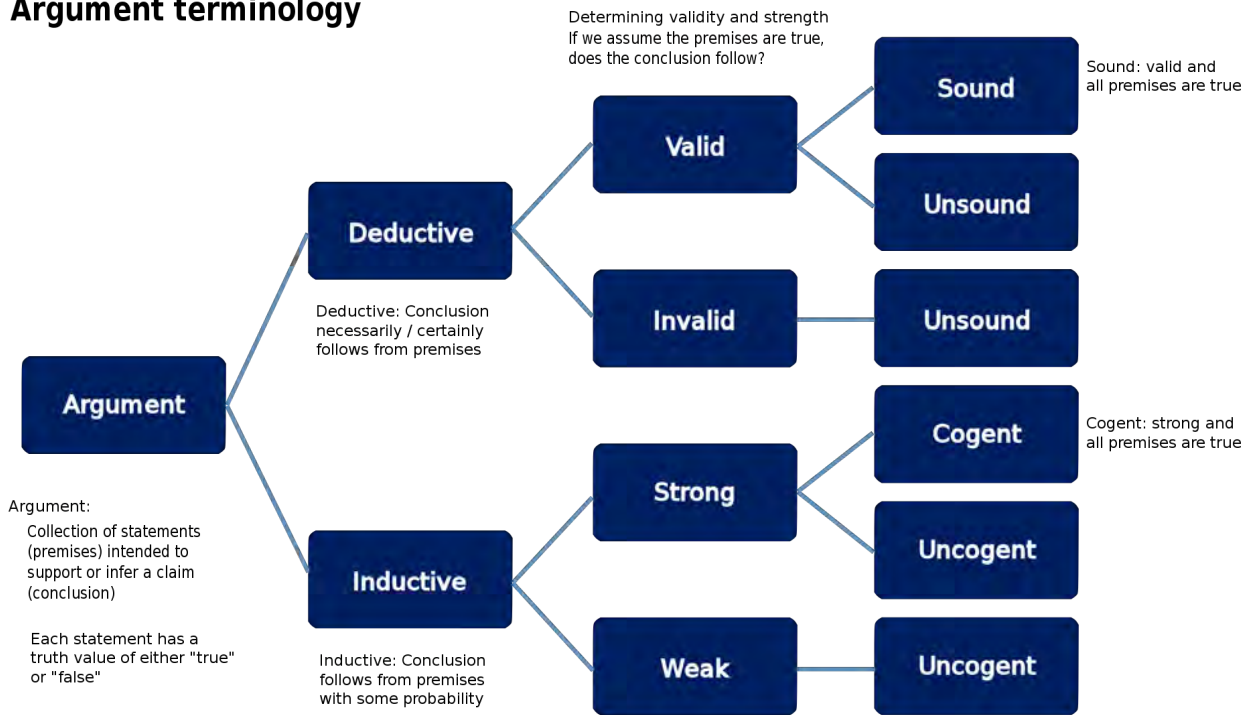 Argument terminology
Determining validity and strength
If we assume the premises are true,
does the conclusion follow?
Sound
Sound: valid and
all premises are true
Valid
Unsound
Deductive
Deductive: Conclusion
necessarily / certainly
follows from premises
Invalid
Unsound
Argument
Argument:
Collection of statements
(premises) intended to
support or infer a claim
(conclusion)
Each statement has a
truth value of either "true"
or "false"
Cogent
Cogent: strong and
all premises are true
Strong
Uncogent
Inductive
Inductive: Conclusion
follows from premises
with some probability
Weak
Uncogent